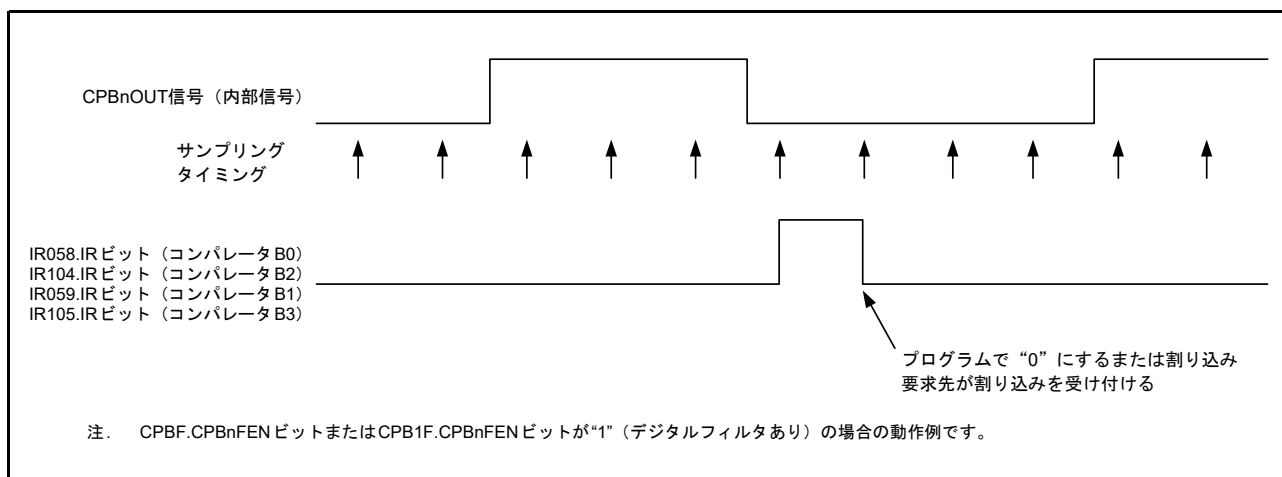 CPBnOUT信号（内部信号）
サンプリング
タイミング
IR058.IRビット（コンパレータB0）
IR104.IRビット（コンパレータB2）
IR059.IRビット（コンパレータB1）
IR105.IRビット（コンパレータB3）
プログラムで“0”にするまたは割り込み
要求先が割り込みを受け付ける
注. CPBF.CPBnFENビットまたはCPB1F.CPBnFENビットが“1”（デジタルフィルタあり）の場合の動作例です。